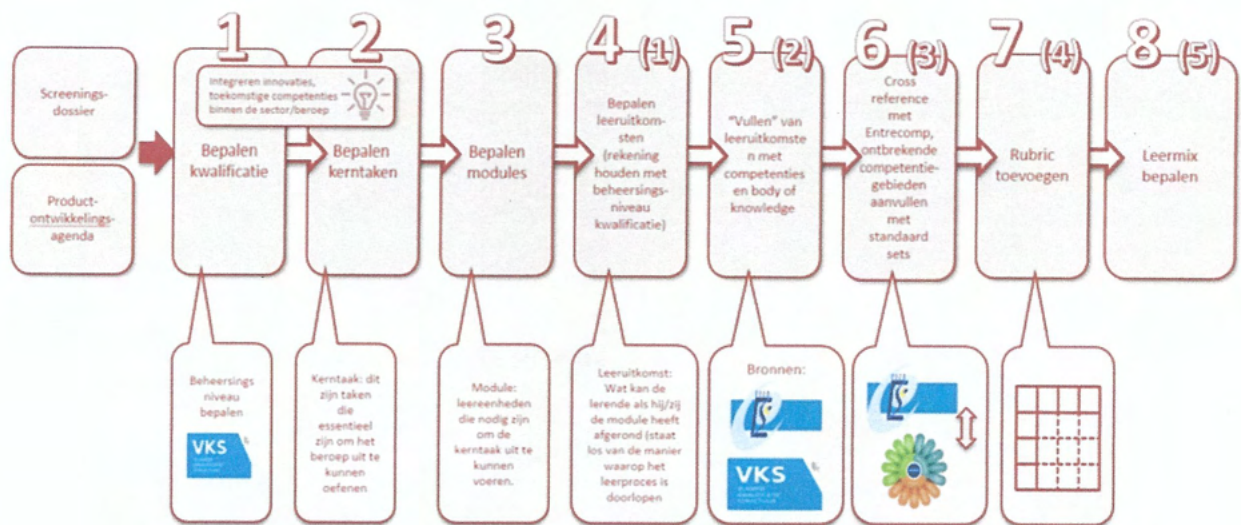 Screenings-
dossier
Product-
ontwikkelings-
agenda
1
2
Integreren innovaties,
toekomstige competenties
binnen de sector/beroep
Bepalen
kwalificatie
Bepalen
kerntaken
3
Bepalen
modules
4 (1)
Bepalen
leeruitkom-
sten
(rekening
houden met
beheersings-
niveau
kwalificatie)
5 (2)
"Vullen" van
leeruitkomste
n met
competenties
en body of
knowledge
6 (3)
Cross
reference
met
Entrecomp,
ontbrekende
competentie-
gebieden
aanvullen
met
standaard
sets
7 (4)
Rubric
toevoegen
8 (5)
Leermix
bepalen
Beheersings
niveau
bepalen
VKS
Kerntaak: dit
zijn taken
die
essentieel
zijn om het
beroep uit te
kunnen
oefenen
Module:
leereenheden
die nodig zijn
om de
kerntaak uit te
kunnen
voeren.
Leeruitkomst:
Wat kan de
lerende als hij/zij
de module heeft
afgerond (staat
los van de manier
waarop het
leerproces is
doorlopen
Bronnen:
VKS